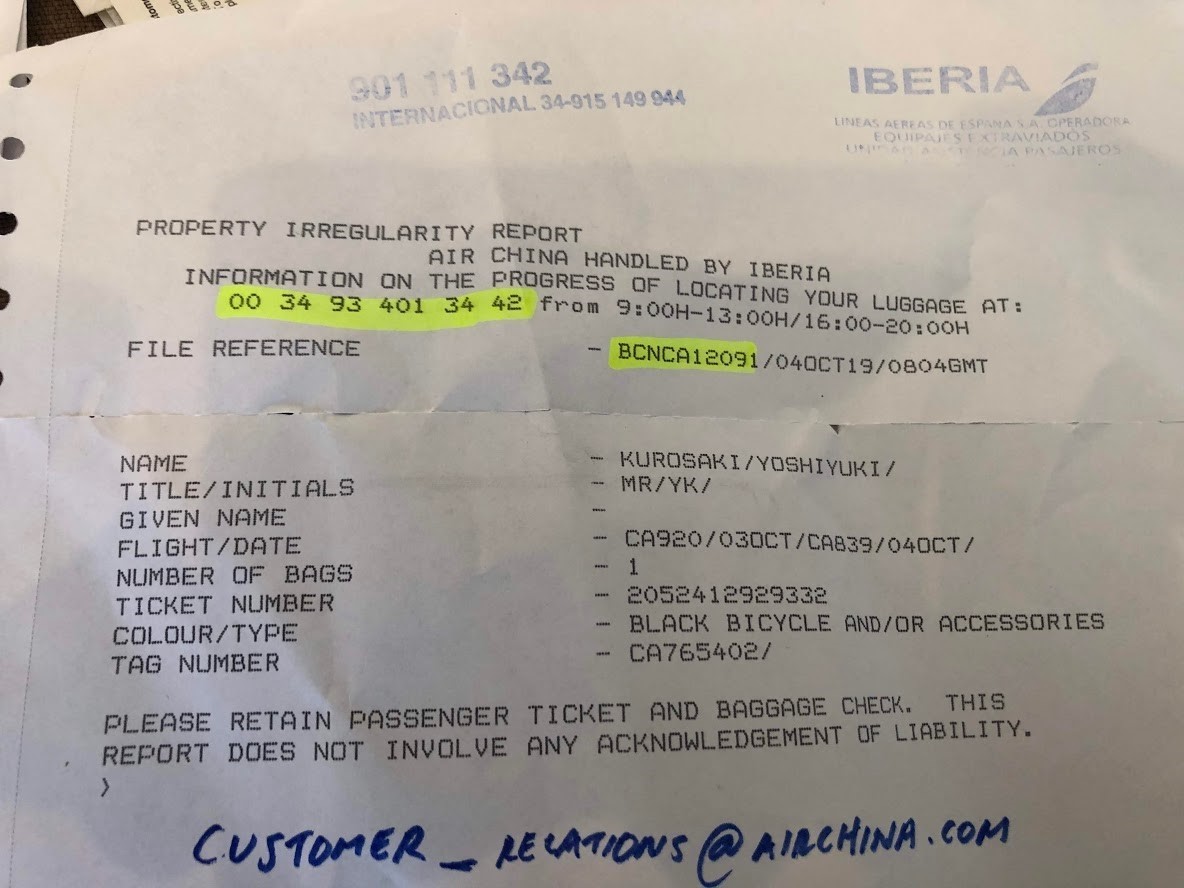 901 111 342
INTERNACIONAL 34-915 149 944
IBERIA
LINEAS AEREAS DE ESPAÑA S.A. OPERADORA
EQUIPAJES EXTRAVIADOS
UNIDAD ASISTENCIA PASAJEROS
PROPERTY IRREGULARITY REPORT
AIR CHINA HANDLED BY IBERIA
INFORMATION ON THE PROGRESS OF LOCATING YOUR LUGGAGE AT:
00 34 93 401 34 42 from 9:00H-13:00H/16:00-20:00H
FILE REFERENCE - BCNCA12091/04OCT19/0804GMT
NAME - KUROSAKI/YOSHIYUKI/
TITLE/INITIALS - MR/YK/
GIVEN NAME -
FLIGHT/DATE - CA920/03OCT/CA839/04OCT/
NUMBER OF BAGS - 1
TICKET NUMBER - 2052412929332
COLOUR/TYPE - BLACK BICYCLE AND/OR ACCESSORIES
TAG NUMBER - CA765402/
PLEASE RETAIN PASSENGER TICKET AND BAGGAGE CHECK. THIS
REPORT DOES NOT INVOLVE ANY ACKNOWLEDGEMENT OF LIABILITY.
>
CUSTOMER_RELATIONS@AIRCHINA.COM